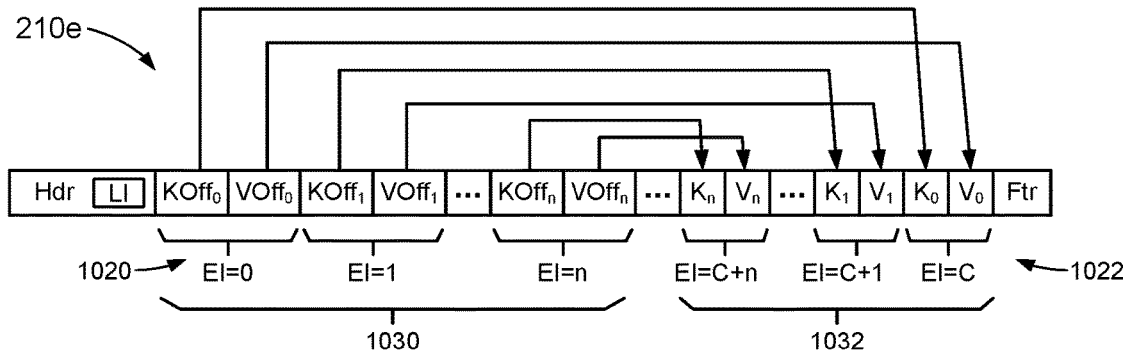 210e
Hdr LI KOff₀ VOff₀ KOff₁ VOff₁ ... KOffₙ VOffₙ ... Kₙ Vₙ ... K₁ V₁ K₀ V₀ Ftr
1020 EI=0 EI=1 EI=n EI=C+n EI=C+1 EI=C 1022
1030 1032